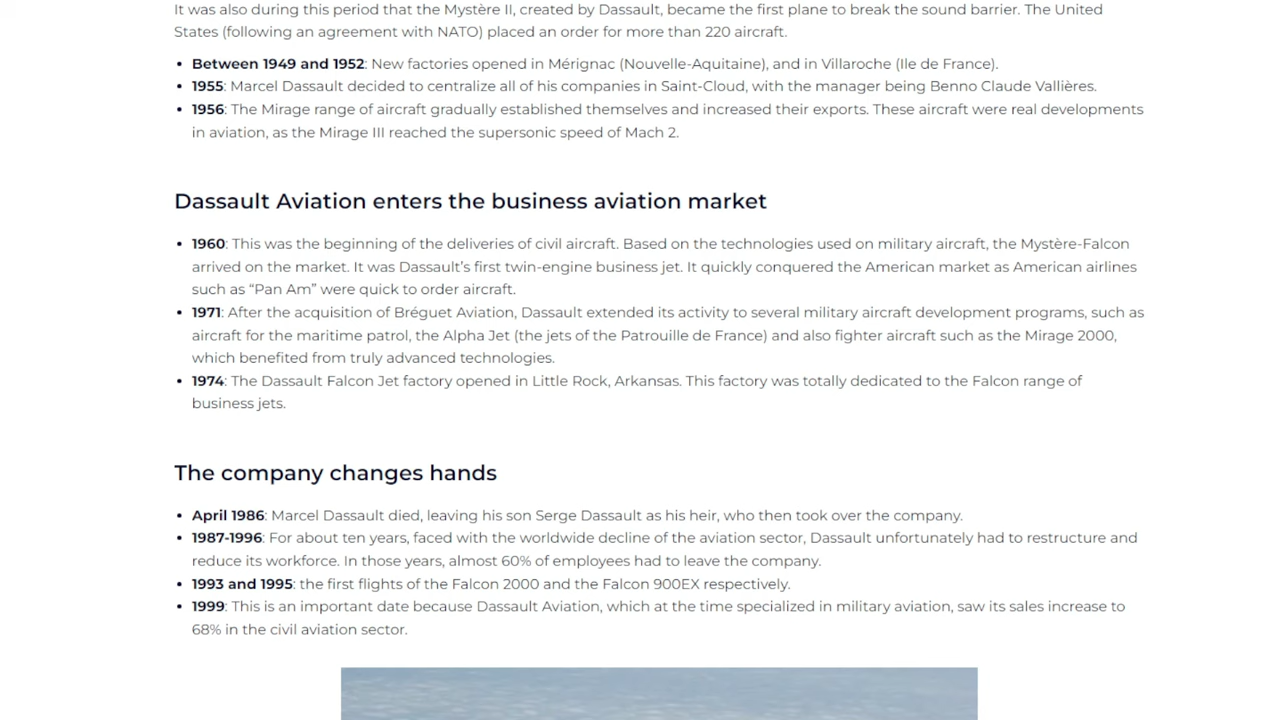 It was also during this period that the Mystère II, created by Dassault, became the first plane to break the sound barrier. The United
States (following an agreement with NATO) placed an order for more than 220 aircraft.
• Between 1949 and 1952: New factories opened in Mérignac (Nouvelle-Aquitaine), and in Villaroche (Ile de France).
• 1955: Marcel Dassault decided to centralize all of his companies in Saint-Cloud, with the manager being Benno Claude Vallières.
• 1956: The Mirage range of aircraft gradually established themselves and increased their exports. These aircraft were real developments
in aviation, as the Mirage III reached the supersonic speed of Mach 2.
Dassault Aviation enters the business aviation market
• 1960: This was the beginning of the deliveries of civil aircraft. Based on the technologies used on military aircraft, the Mystère-Falcon
arrived on the market. It was Dassault's first twin-engine business jet. It quickly conquered the American market as American airlines
such as “Pan Am” were quick to order aircraft.
• 1971: After the acquisition of Bréguet Aviation, Dassault extended its activity to several military aircraft development programs, such as
aircraft for the maritime patrol, the Alpha Jet (the jets of the Patrouille de France) and also fighter aircraft such as the Mirage 2000,
which benefited from truly advanced technologies.
• 1974: The Dassault Falcon Jet factory opened in Little Rock, Arkansas. This factory was totally dedicated to the Falcon range of
business jets.
The company changes hands
• April 1986: Marcel Dassault died, leaving his son Serge Dassault as his heir, who then took over the company.
• 1987-1996: For about ten years, faced with the worldwide decline of the aviation sector, Dassault unfortunately had to restructure and
reduce its workforce. In those years, almost 60% of employees had to leave the company.
• 1993 and 1995: the first flights of the Falcon 2000 and the Falcon 900EX respectively.
• 1999: This is an important date because Dassault Aviation, which at the time specialized in military aviation, saw its sales increase to
68% in the civil aviation sector.